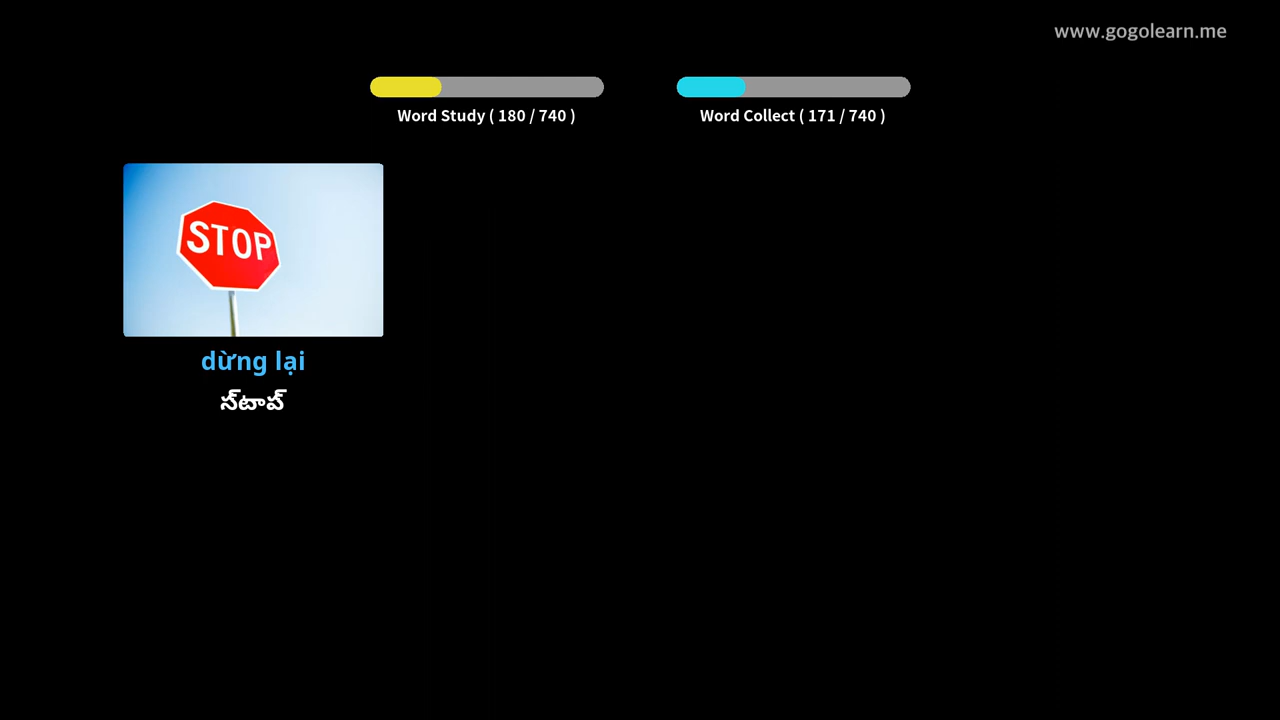 www.gogolearn.me
Word Study ( 180 / 740 )
Word Collect ( 171 / 740 )
STOP
dừng lại
స్‌టాప్